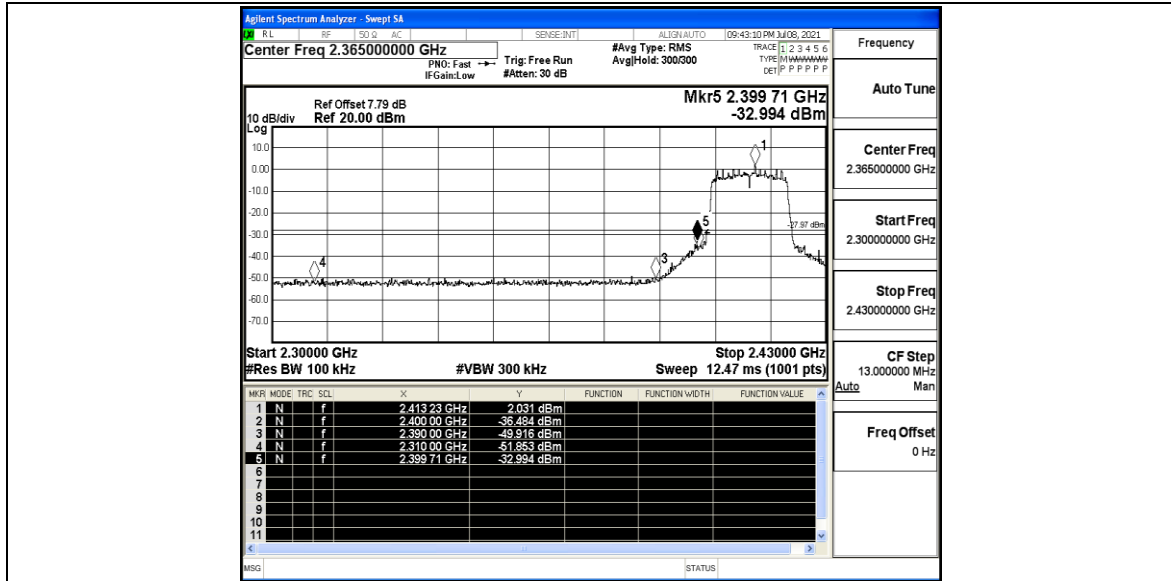 Agilent Spectrum Analyzer - Swept SA
RL RF 50 Ω AC SENSE:INT ALIGN AUTO 09:43:10 PM Jul 08, 2021
Center Freq 2.365000000 GHz
PNO: Fast
IFGain:Low
Trig: Free Run
#Atten: 30 dB
#Avg Type: RMS
Avg|Hold: 300/300
TRACE 1 2 3 4 5 6
TYPE M W W W W W
DET P P P P P P
Frequency
Auto Tune
Center Freq
2.365000000 GHz
Start Freq
2.300000000 GHz
Stop Freq
2.430000000 GHz
CF Step
13.000000 MHz
Auto Man
Freq Offset
0 Hz
Mkr5 2.399 71 GHz
-32.994 dBm
Ref Offset 7.79 dB
10 dB/div Ref 20.00 dBm
Log
10.0
0.00
-10.0
-20.0
-30.0
-40.0
-50.0
-60.0
-70.0
1
5
2
3
4
-27.97 dBm
Start 2.30000 GHz Stop 2.43000 GHz
#Res BW 100 kHz #VBW 300 kHz Sweep 12.47 ms (1001 pts)
MKR MODE TRC SCL X Y FUNCTION FUNCTION WIDTH FUNCTION VALUE
1 N f 2.413 23 GHz 2.031 dBm
2 N f 2.400 00 GHz -36.484 dBm
3 N f 2.390 00 GHz -49.916 dBm
4 N f 2.310 00 GHz -51.853 dBm
5 N f 2.399 71 GHz -32.994 dBm
6
7
8
9
10
11
MSG STATUS